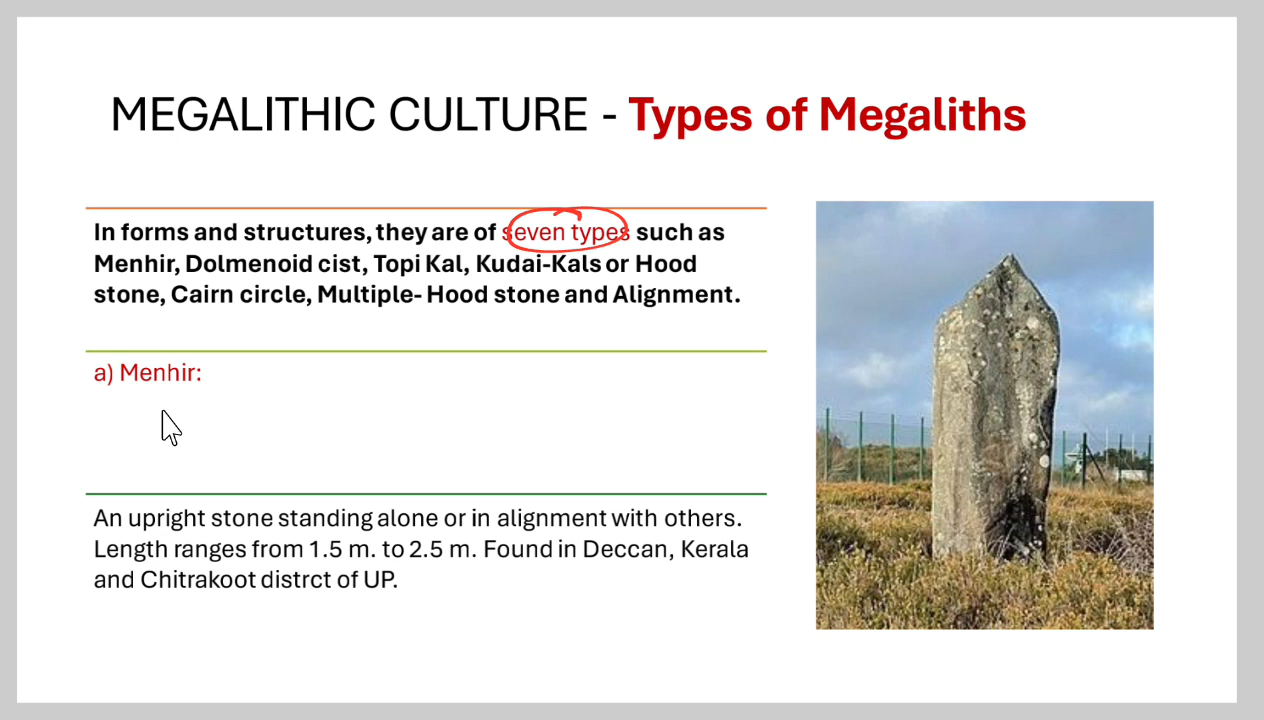 MEGALITHIC CULTURE - Types of Megaliths
In forms and structures, they are of seven types such as
Menhir, Dolmenoid cist, Topi Kal, Kudai-Kals or Hood
stone, Cairn circle, Multiple- Hood stone and Alignment.
a) Menhir:
An upright stone standing alone or in alignment with others.
Length ranges from 1.5 m. to 2.5 m. Found in Deccan, Kerala
and Chitrakoot distrct of UP.